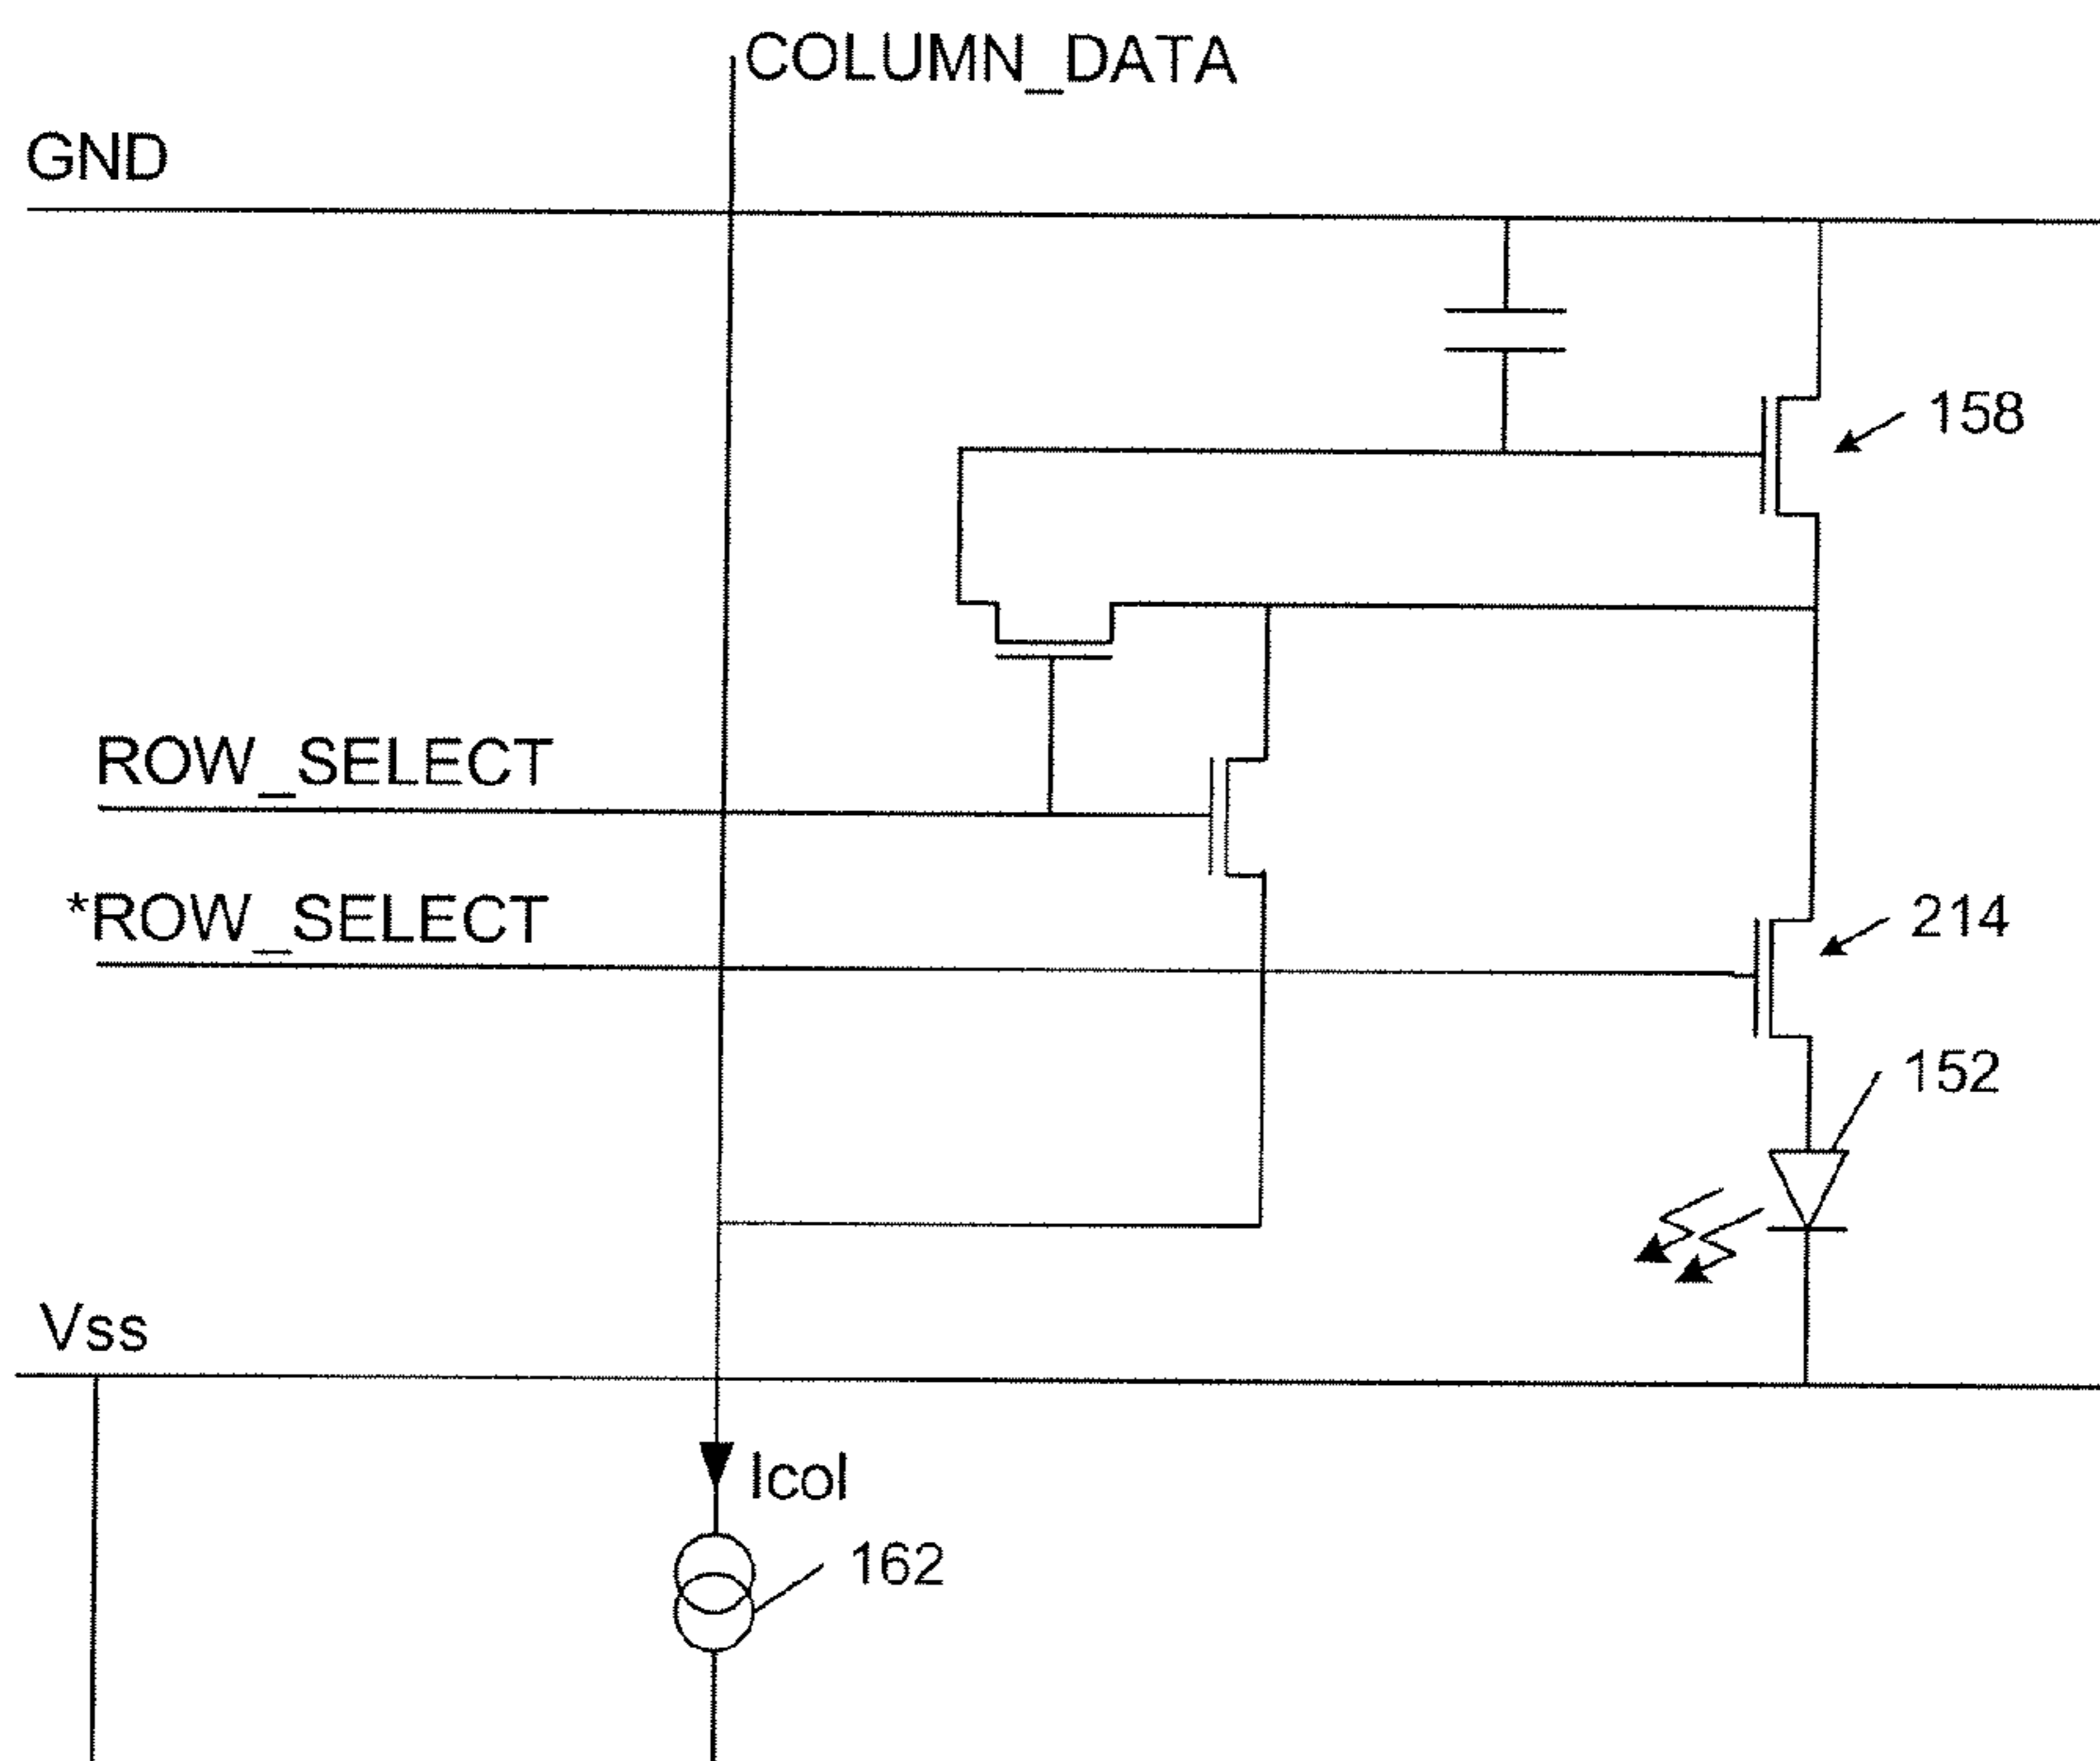 COLUMN_DATA
GND
158
ROW_SELECT
*ROW_SELECT
214
152
Vss
Icol
162